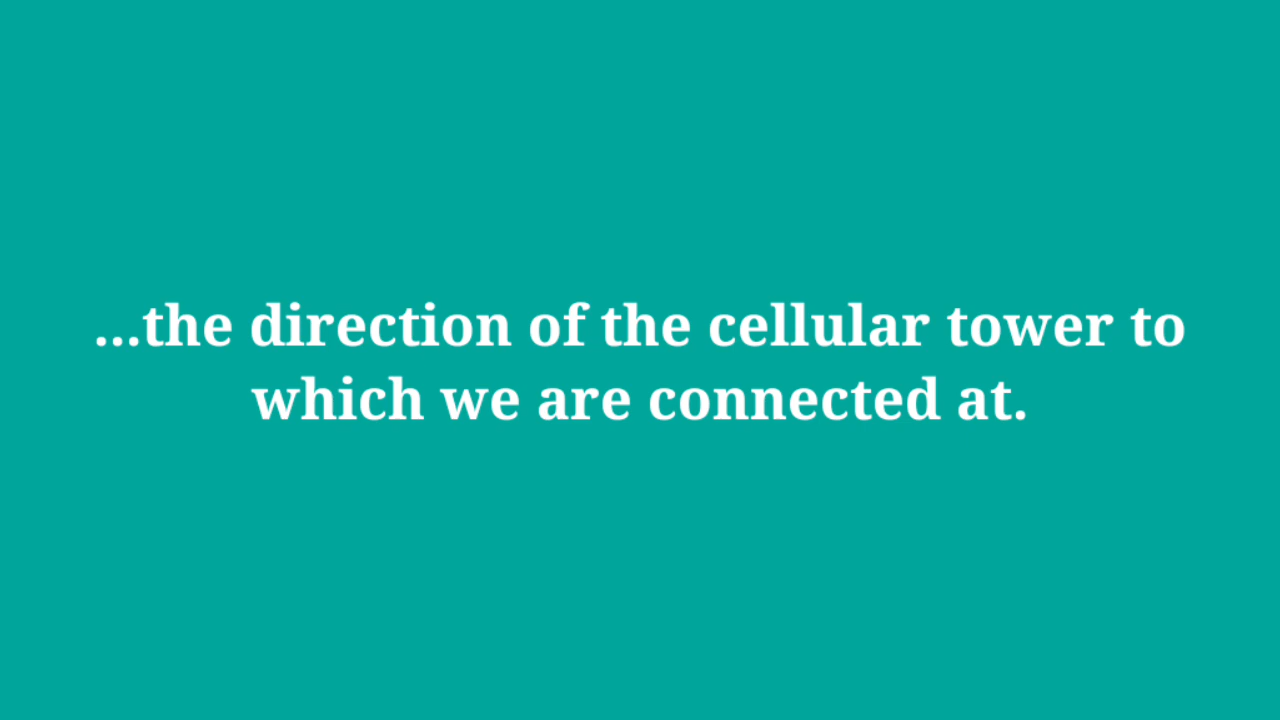 ...the direction of the cellular tower to
which we are connected at.